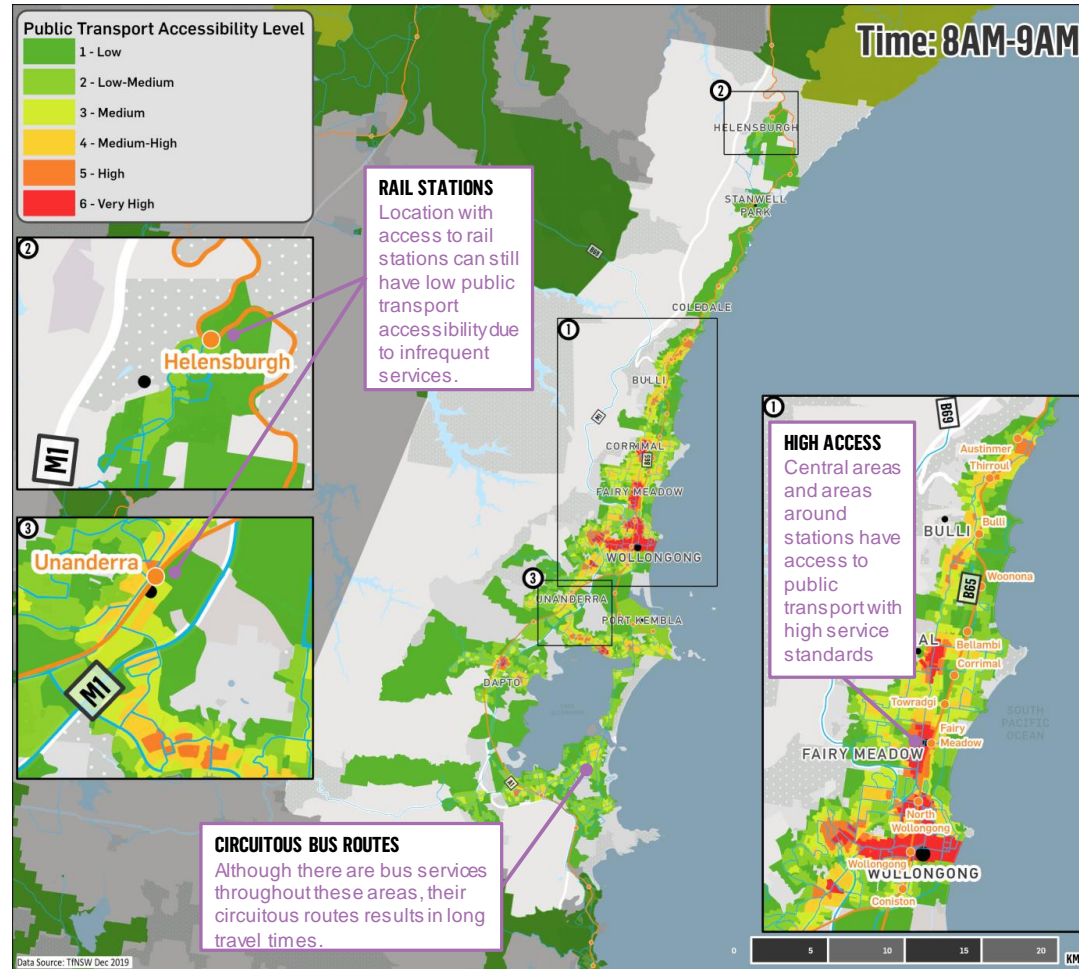 Public Transport Accessibility Level
1 - Low
2 - Low-Medium
3 - Medium
4 - Medium-High
5 - High
6 - Very High
Time: 8AM-9AM
2
HELENSBURGH
STANWELL
PARK
COLEDALE
B69
1
BULLI
M1
CORRIMAL
B65
FAIRY MEADOW
WOLLONGONG
3
UNANDERRA
PORT KEMBLA
DAPTO
A1
RAIL STATIONS
Location with
access to rail
stations can still
have low public
transport
accessibility due
to infrequent
services.
2
Helensburgh
M1
3
Unanderra
M1
CIRCUITOUS BUS ROUTES
Although there are bus services
throughout these areas, their
circuitous routes results in long
travel times.
1
B69
HIGH ACCESS
Central areas
and areas
around
stations have
access to
public
transport with
high service
standards
Austinmer
Thirroul
BULLI
Bulli
B65
Woonona
Bellambi
AL
Corrimal
Towradgi
SOUTH
PACIFIC
OCEAN
Fairy
Meadow
FAIRY MEADOW
North
Wollongong
Wollongong
WOLLONGONG
Coniston
0 5 10 15 20 KM
Data Source: TfNSW Dec 2019